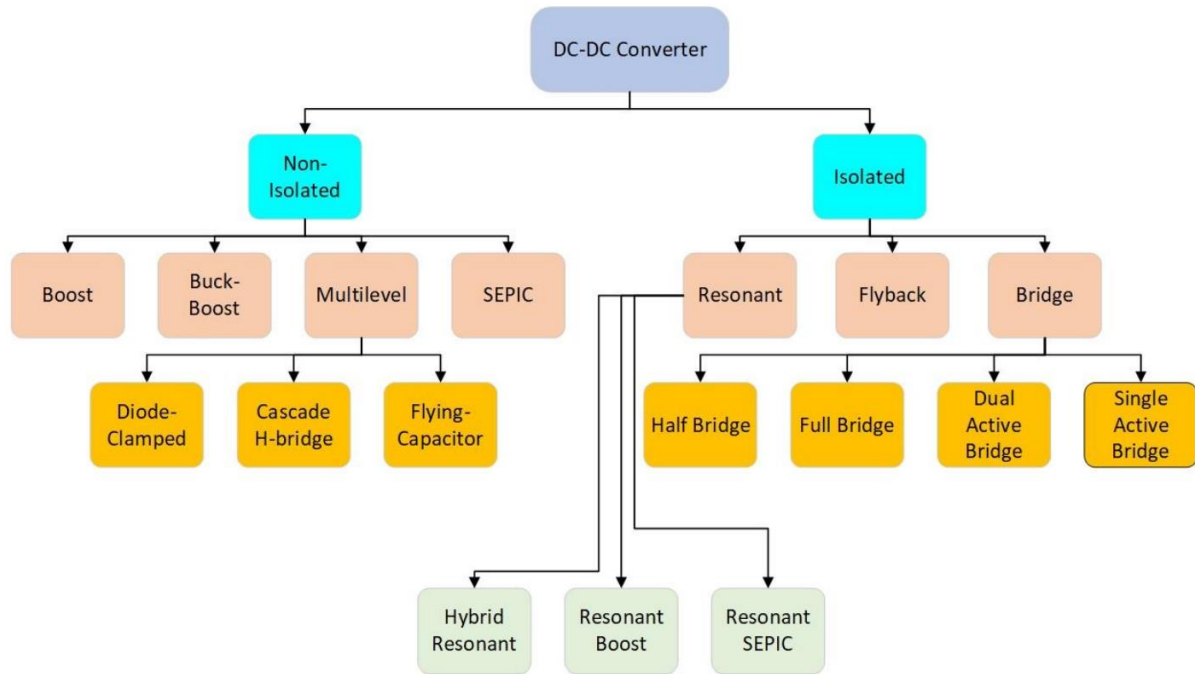 DC-DC Converter
Non-
Isolated
Isolated
Boost
Buck-
Boost
Multilevel
SEPIC
Resonant
Flyback
Bridge
Diode-
Clamped
Cascade
H-bridge
Flying-
Capacitor
Half Bridge
Full Bridge
Dual
Active
Bridge
Single
Active
Bridge
Hybrid
Resonant
Resonant
Boost
Resonant
SEPIC